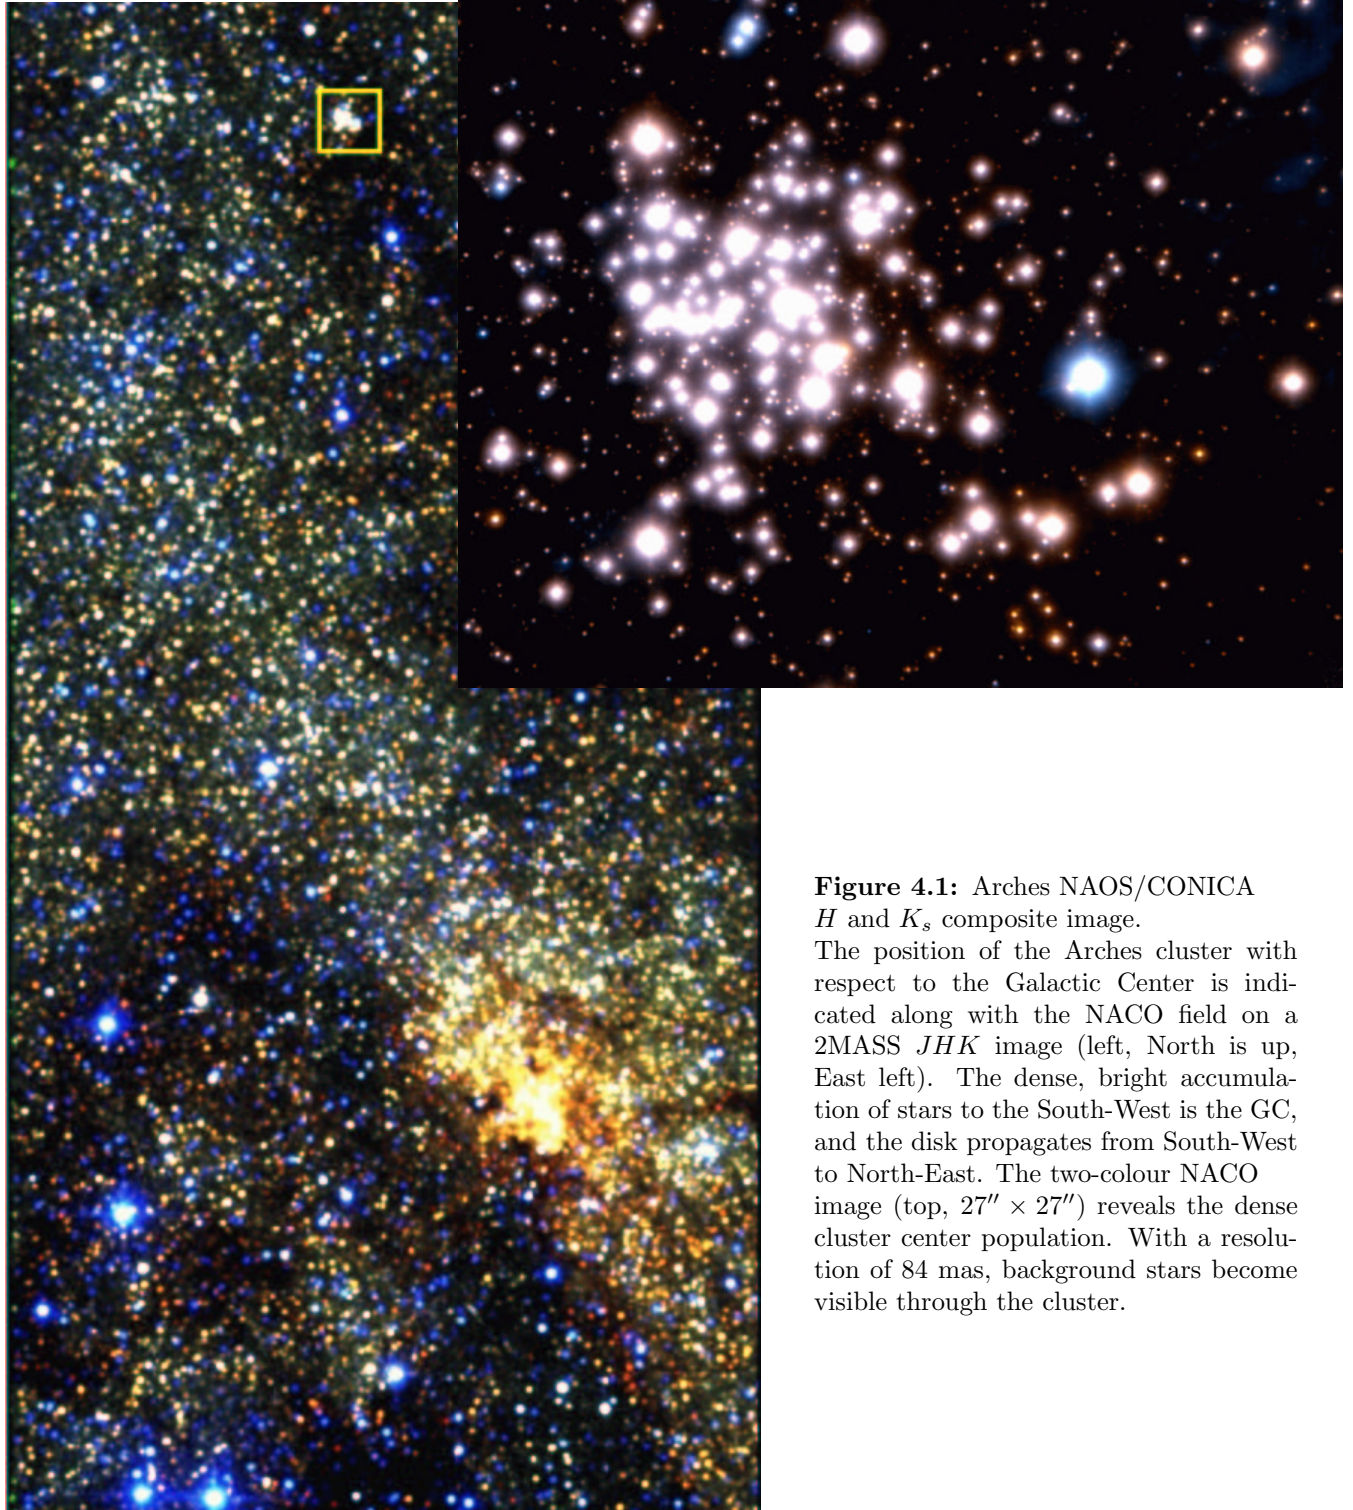 Figure 4.1: Arches NAOS/CONICA
H and Ks composite image.
The position of the Arches cluster with
respect to the Galactic Center is indi-
cated along with the NACO field on a
2MASS JHK image (left, North is up,
East left). The dense, bright accumula-
tion of stars to the South-West is the GC,
and the disk propagates from South-West
to North-East. The two-colour NACO
image (top, 27″ × 27″) reveals the dense
cluster center population. With a resolu-
tion of 84 mas, background stars become
visible through the cluster.